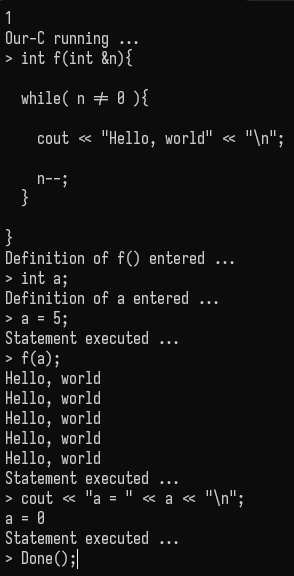 1
Our-C running ...
> int f(int &n){
  while( n ≠ 0 ){
    cout << "Hello, world" << "\n";
    n--;
  }
}
Definition of f() entered ...
> int a;
Definition of a entered ...
> a = 5;
Statement executed ...
> f(a);
Hello, world
Hello, world
Hello, world
Hello, world
Hello, world
Statement executed ...
> cout << "a = " << a << "\n";
a = 0
Statement executed ...
> Done();